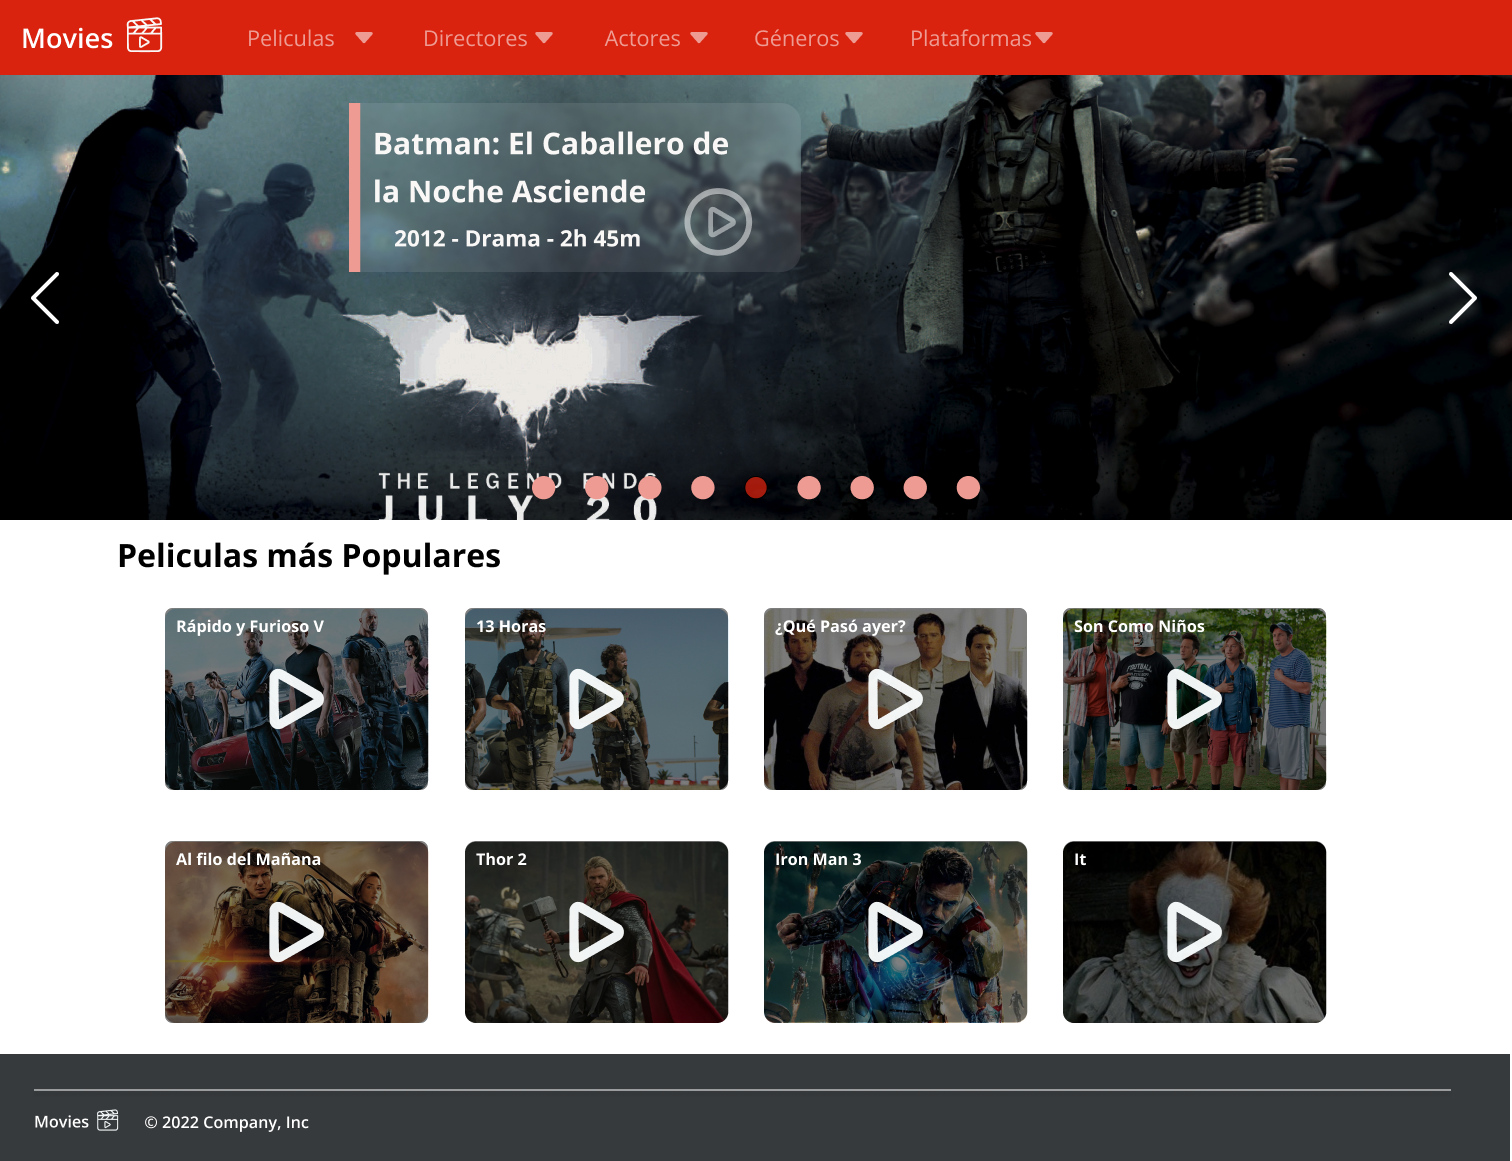 Movies
Peliculas
Directores
Actores
Géneros
Plataformas
Batman: El Caballero de
la Noche Asciende
2012 - Drama - 2h 45m
THE LEGEND ENDS
JULY 20
Peliculas más Populares
Rápido y Furioso V
13 Horas
¿Qué Pasó ayer?
Son Como Niños
Al filo del Mañana
Thor 2
Iron Man 3
It
Movies
© 2022 Company, Inc